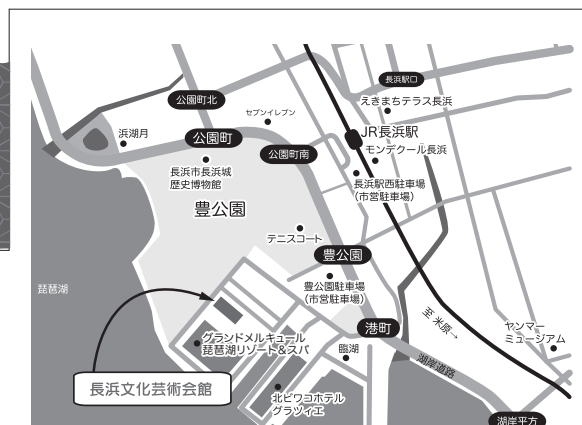 長浜駅口
公園町北
えきまちテラス長浜
セブンイレブン
浜湖月
公園町
JR長浜駅
公園町南
モンデクール長浜
長浜市長浜城
歴史博物館
長浜駅西駐車場
(市営駐車場)
豊公園
テニスコート
豊公園
琵琶湖
豊公園駐車場
(市営駐車場)
至 米原→
港町
ヤンマー
ミュージアム
グランドメルキュール
琵琶湖リゾート&スパ
臨湖
湖岸道路
長浜文化芸術会館
北ビワコホテル
グラツィエ
湖岸平方